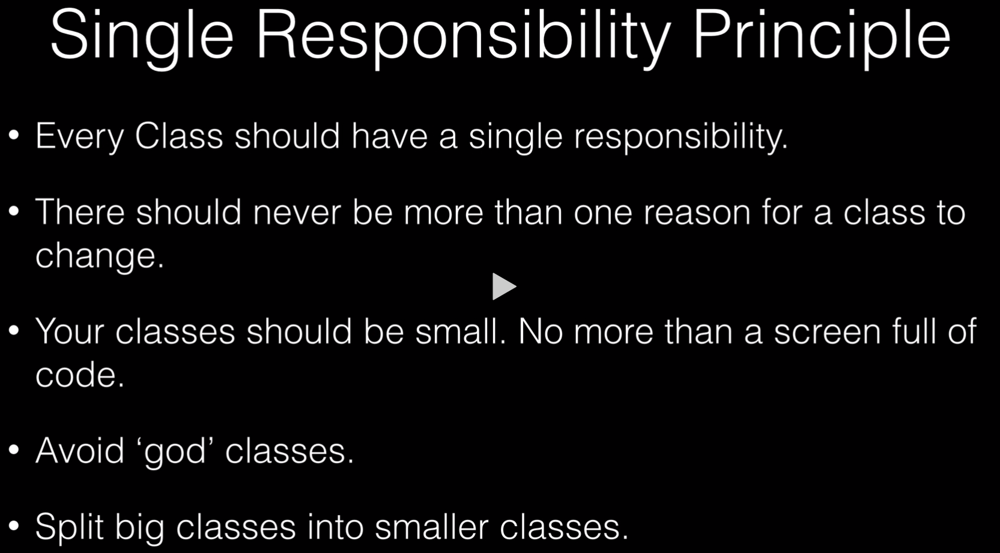 Single Responsibility Principle
• Every Class should have a single responsibility.
• There should never be more than one reason for a class to
change.
• Your classes should be small. No more than a screen full of
code.
• Avoid ‘god’ classes.
• Split big classes into smaller classes.